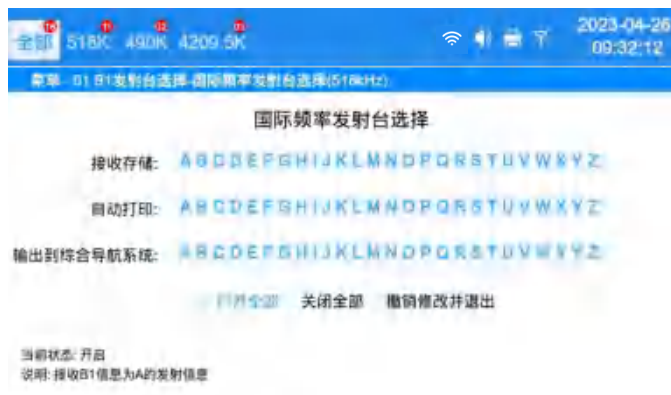 全部 518K 490K 4209.5K 2023-04-26
09:32:12
菜单 - 01 B1发射台选择-国际频率发射台选择(518kHz)
国际频率发射台选择
接收存储: A B C D E F G H I J K L M N O P Q R S T U V W X Y Z
自动打印: A B C D E F G H I J K L M N O P Q R S T U V W X Y Z
输出到综合导航系统: A B C D E F G H I J K L M N O P Q R S T U V W X Y Z
打开全部 关闭全部 撤销修改并退出
当前状态: 开启
说明: 接收B1信息为A的发射信息